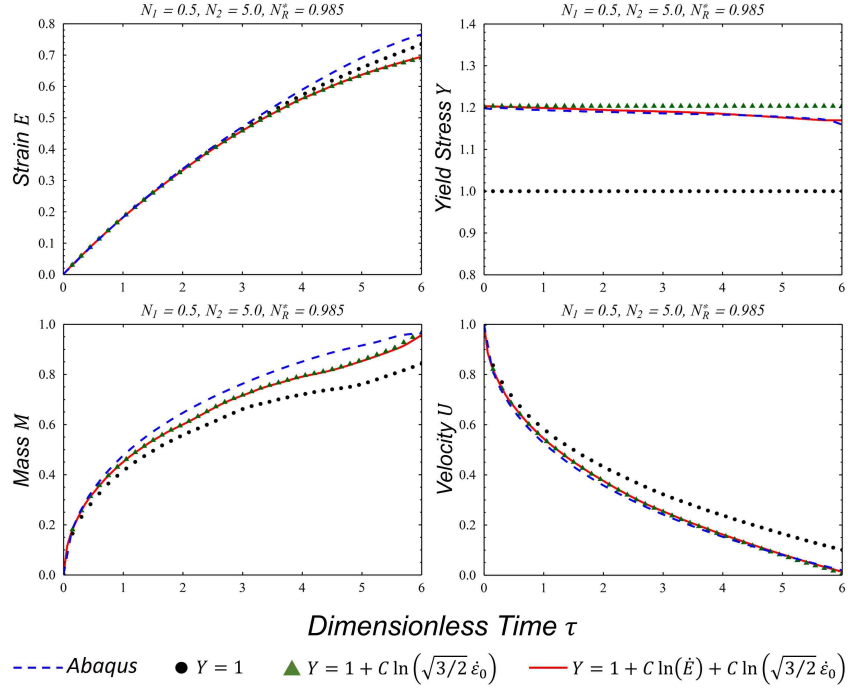 N₁ = 0.5, N₂ = 5.0, N*_R = 0.985
N₁ = 0.5, N₂ = 5.0, N*_R = 0.985
Strain E
0.8
0.7
0.6
0.5
0.4
0.3
0.2
0.1
0.0
0 1 2 3 4 5 6
Yield Stress Y
1.4
1.3
1.2
1.1
1.0
0.9
0.8
0 1 2 3 4 5 6
N₁ = 0.5, N₂ = 5.0, N*_R = 0.985
N₁ = 0.5, N₂ = 5.0, N*_R = 0.985
Mass M
1.0
0.8
0.6
0.4
0.2
0.0
0 1 2 3 4 5 6
Velocity U
1.0
0.8
0.6
0.4
0.2
0.0
0 1 2 3 4 5 6
Dimensionless Time τ
Abaqus Y = 1 Y = 1 + C ln(√3/2 ε̇₀) Y = 1 + C ln(Ė) + C ln(√3/2 ε̇₀)